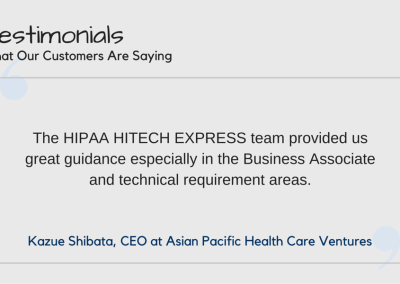 estimonials
hat Our Customers Are Saying
The HIPAA HITECH EXPRESS team provided us
great guidance especially in the Business Associate
and technical requirement areas.
Kazue Shibata, CEO at Asian Pacific Health Care Ventures